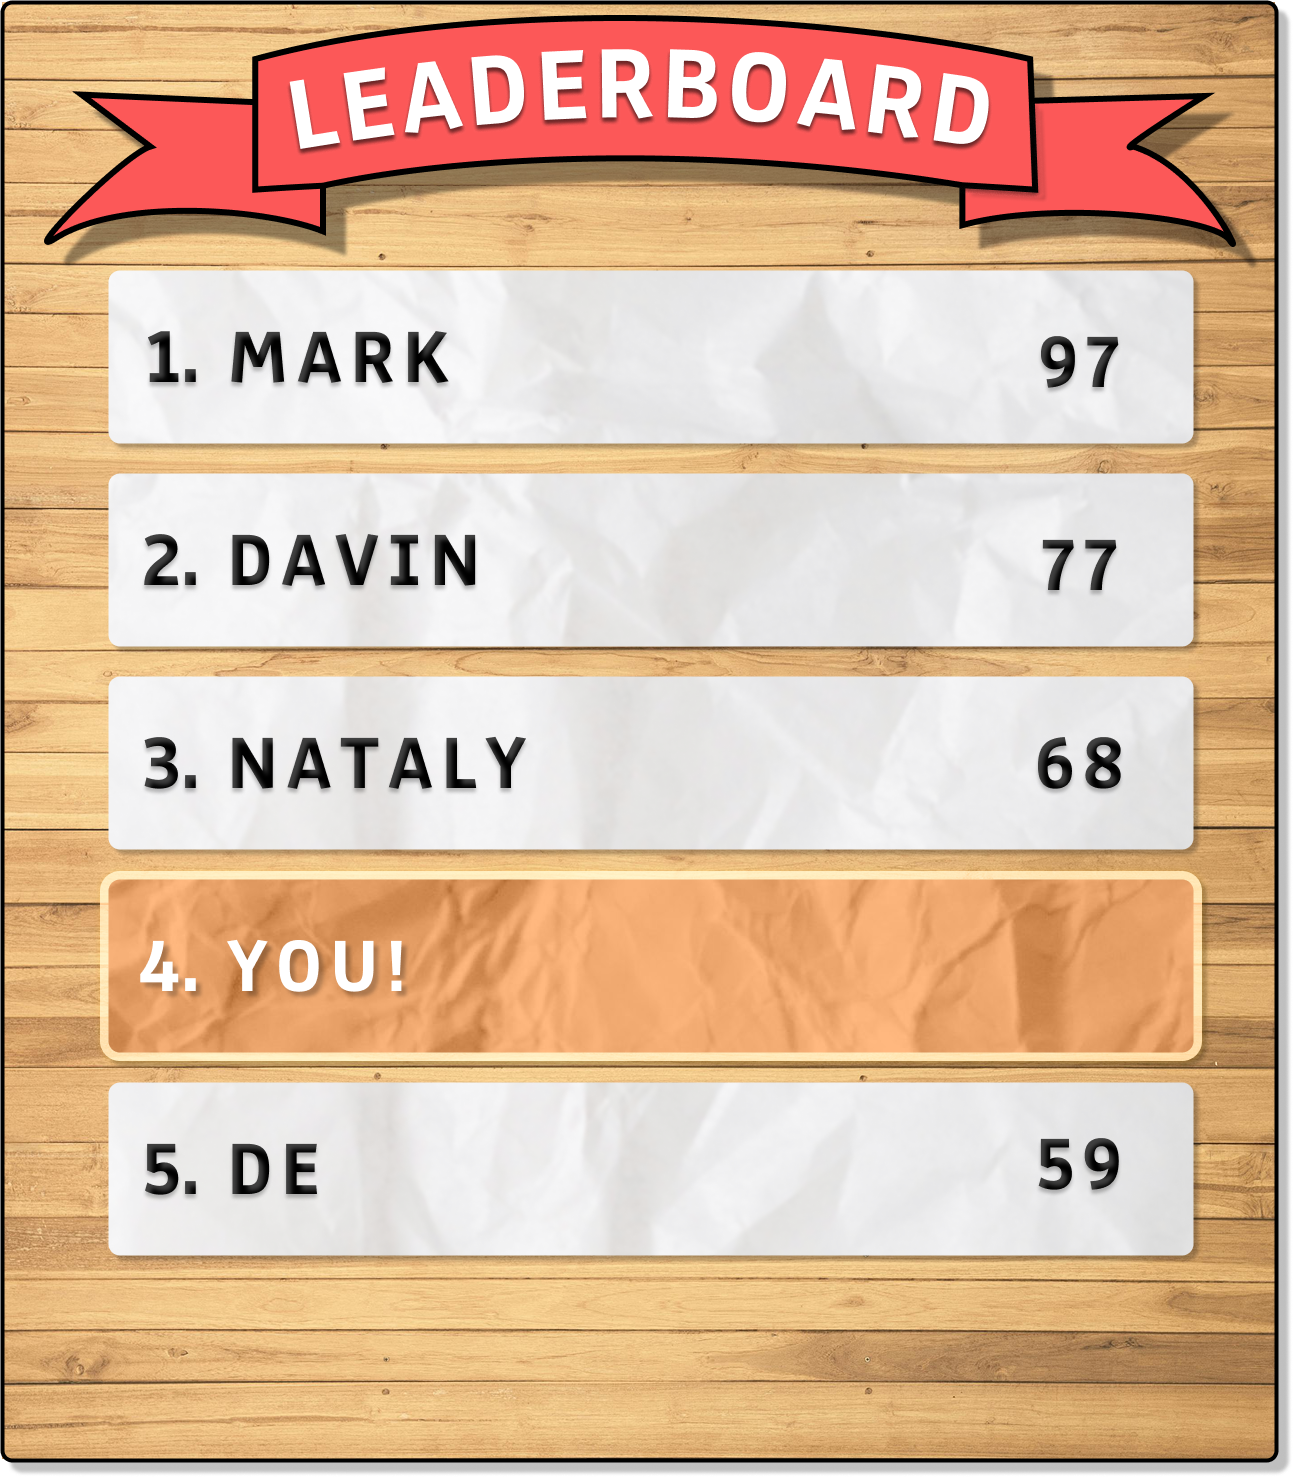 LEADERBOARD
1. MARK 97
2. DAVIN 77
3. NATALY 68
4. YOU!
5. DE 59